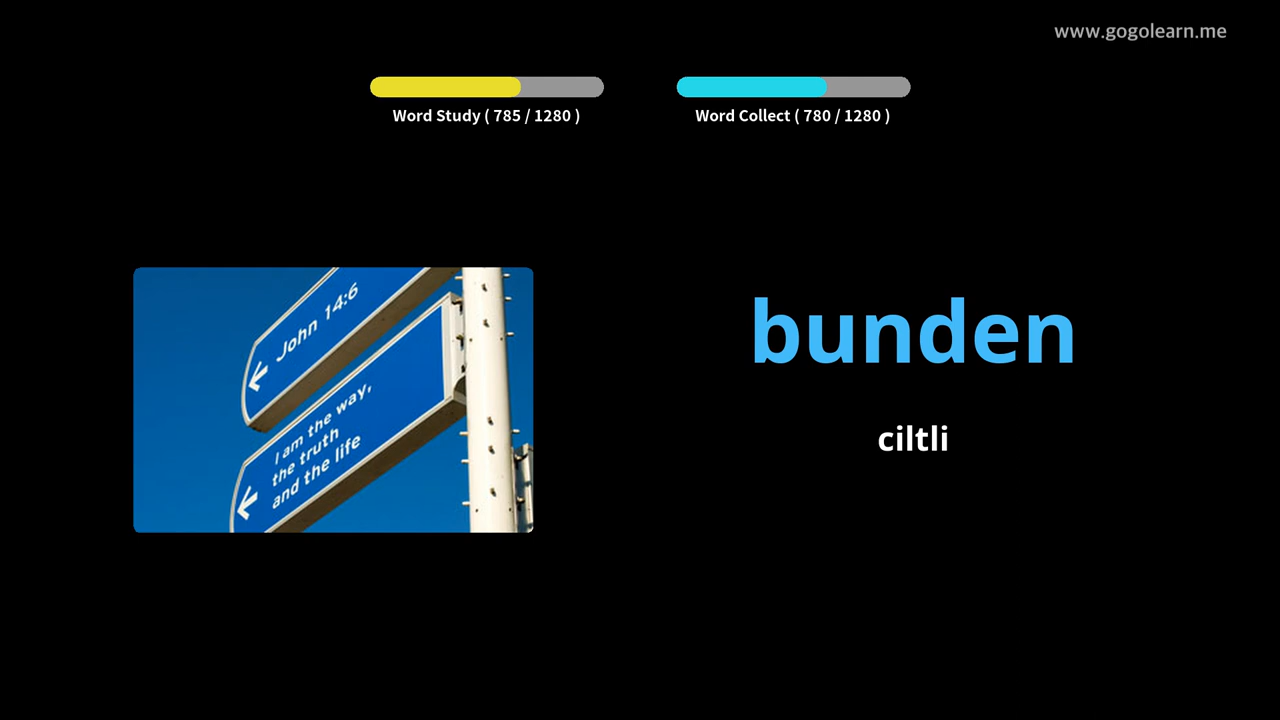 www.gogolearn.me
Word Study ( 785 / 1280 )
Word Collect ( 780 / 1280 )
John 14:6
I am the way,
the truth
and the life
bunden
ciltli